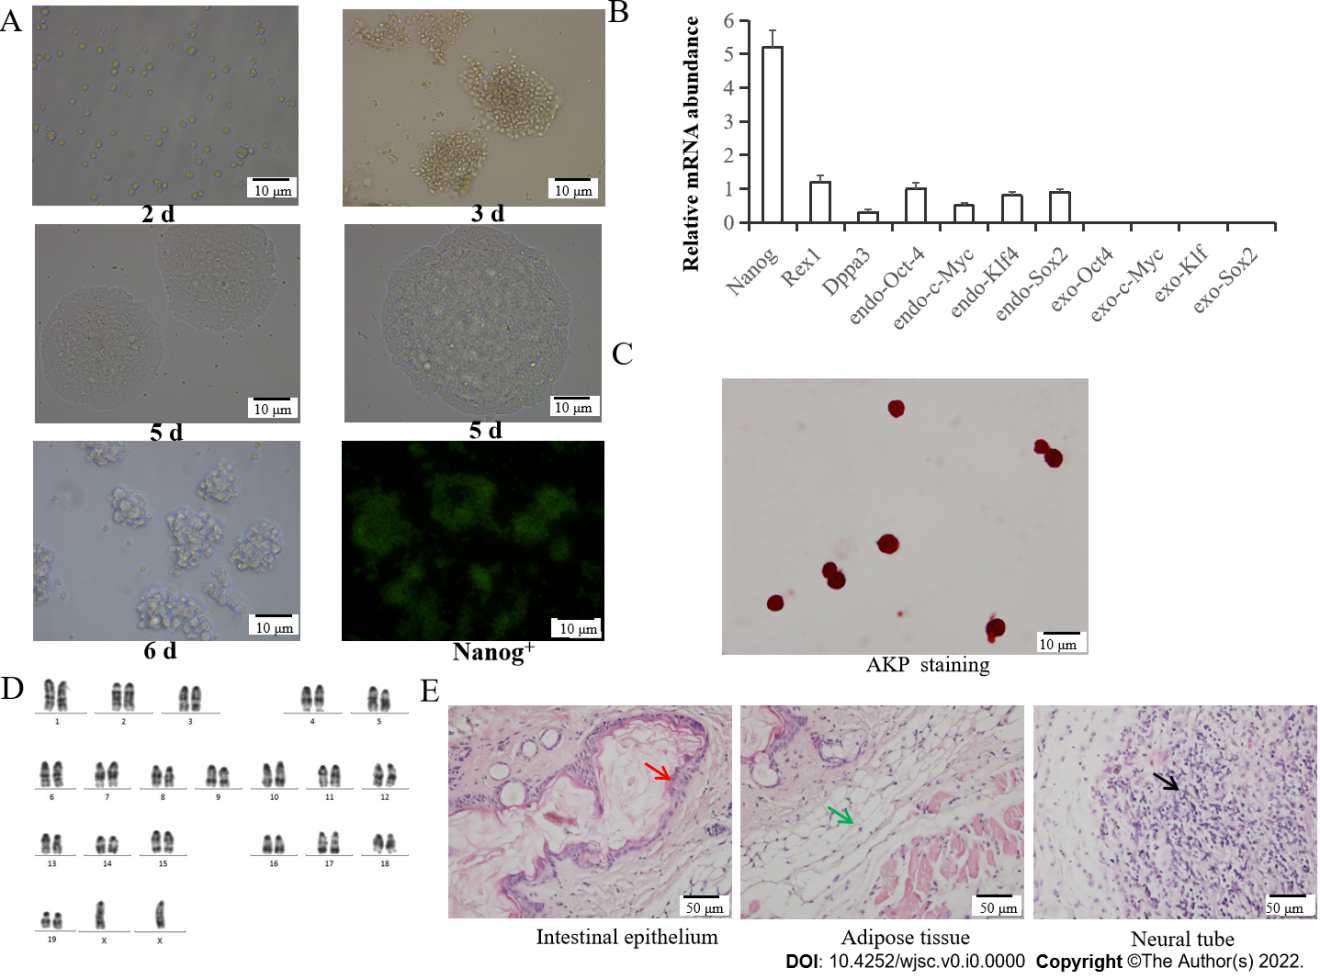 A
10 μm
2 d
10 μm
3 d
10 μm
5 d
10 μm
5 d
10 μm
6 d
10 μm
Nanog+
B
Relative mRNA abundance
6
5
4
3
2
1
0
Nanog
Rex1
Dppa3
endo-Oct-4
endo-c-Myc
endo-Klf4
endo-Sox2
exo-Oct4
exo-c-Myc
exo-Klf
exo-Sox2
C
10 μm
AKP staining
D
1 2 3 4 5
6 7 8 9 10 11 12
13 14 15 16 17 18
19 X X
E
50 μm
Intestinal epithelium
50 μm
Adipose tissue
50 μm
Neural tube
DOI: 10.4252/wjsc.v0.i0.0000 Copyright ©The Author(s) 2022.